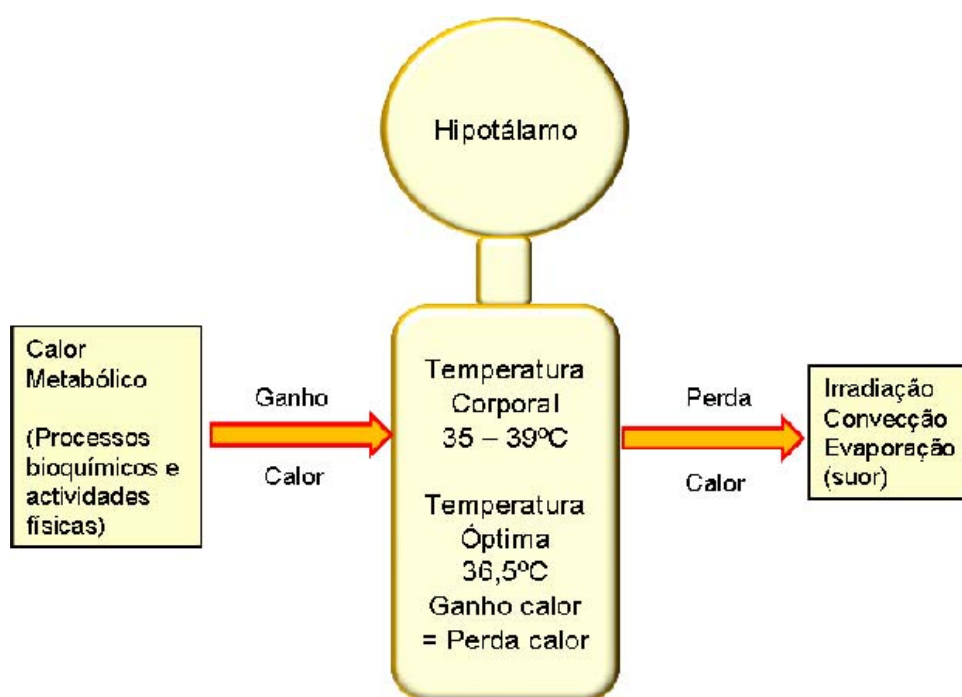 Hipotálamo
Calor
Metabólico
(Processos
bioquímicos e
actividades
físicas)
Ganho
Calor
Temperatura
Corporal
35 – 39ºC
Temperatura
Óptima
36,5ºC
Ganho calor
= Perda calor
Perda
Calor
Irradiação
Convecção
Evaporação
(suor)